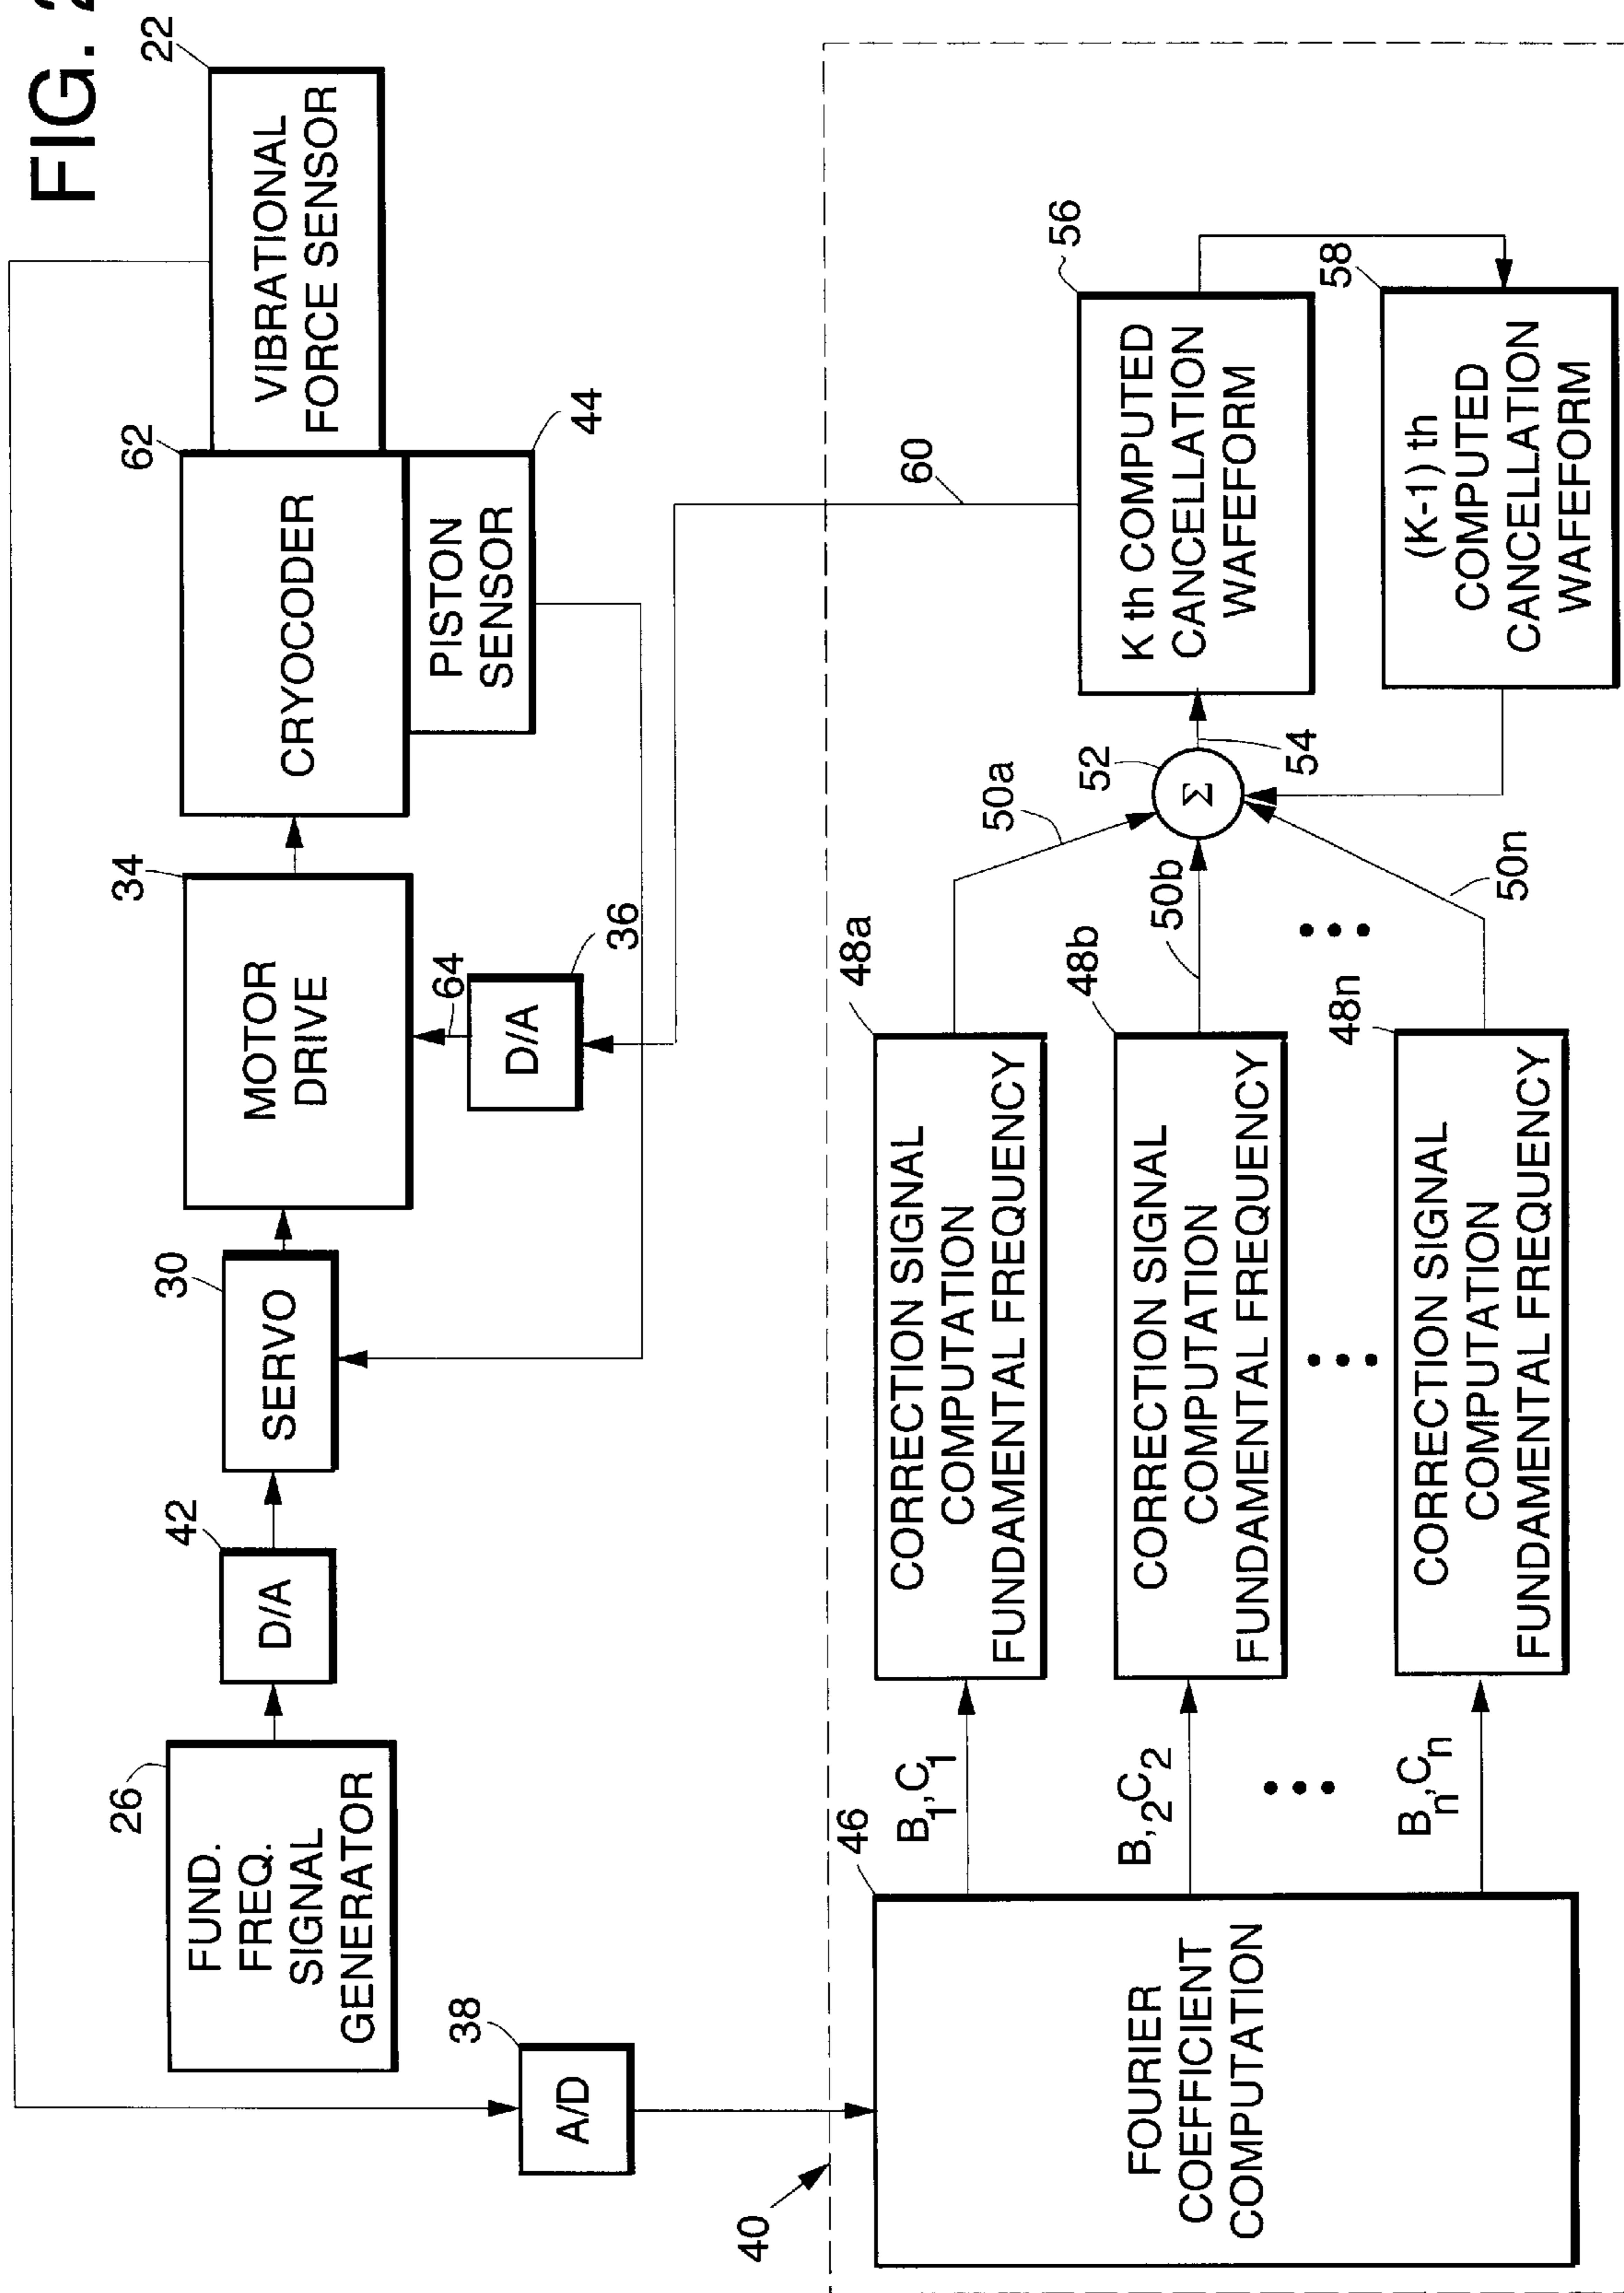 FIG. 2
22
VIBRATIONAL
FORCE SENSOR
62
CRYOCODER
44
PISTON
SENSOR
34
MOTOR
DRIVE
64
36
D/A
30
SERVO
42
D/A
26
FUND.
FREQ.
SIGNAL
GENERATOR
38
A/D
40
46
FOURIER
COEFFICIENT
COMPUTATION
B1,C1
B,2C2
Bn,Cn
48a
CORRECTION SIGNAL
COMPUTATION
FUNDAMENTAL FREQUENCY
48b
CORRECTION SIGNAL
COMPUTATION
FUNDAMENTAL FREQUENCY
48n
CORRECTION SIGNAL
COMPUTATION
FUNDAMENTAL FREQUENCY
50a
50b
50n
52
Σ
54
60
56
K th COMPUTED
CANCELLATION
WAFEFORM
58
(K-1) th
COMPUTED
CANCELLATION
WAFEFORM